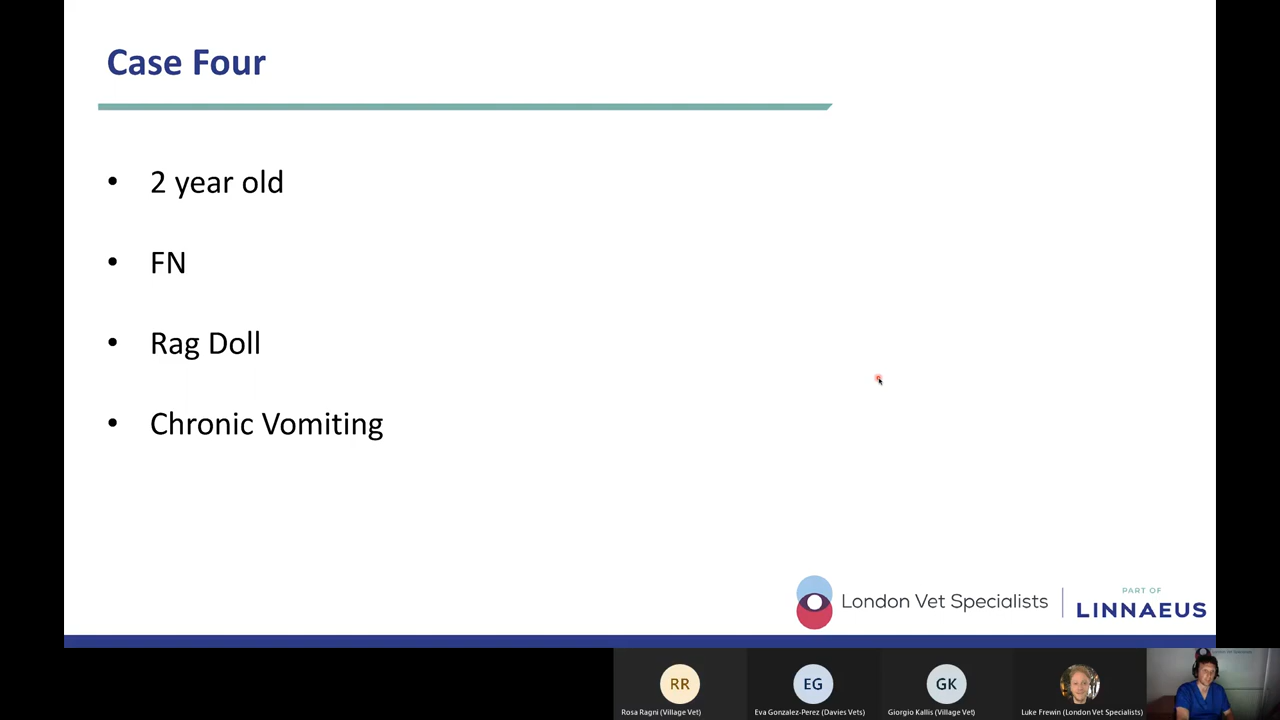 Case Four
• 2 year old
• FN
• Rag Doll
• Chronic Vomiting
London Vet Specialists
PART OF
LINNAEUS
RR
EG
GK
Rosa Ragni (Village Vet)
Eva Gonzalez-Perez (Davies Vets)
Giorgio Kallis (Village Vet)
Luke Frewin (London Vet Specialists)